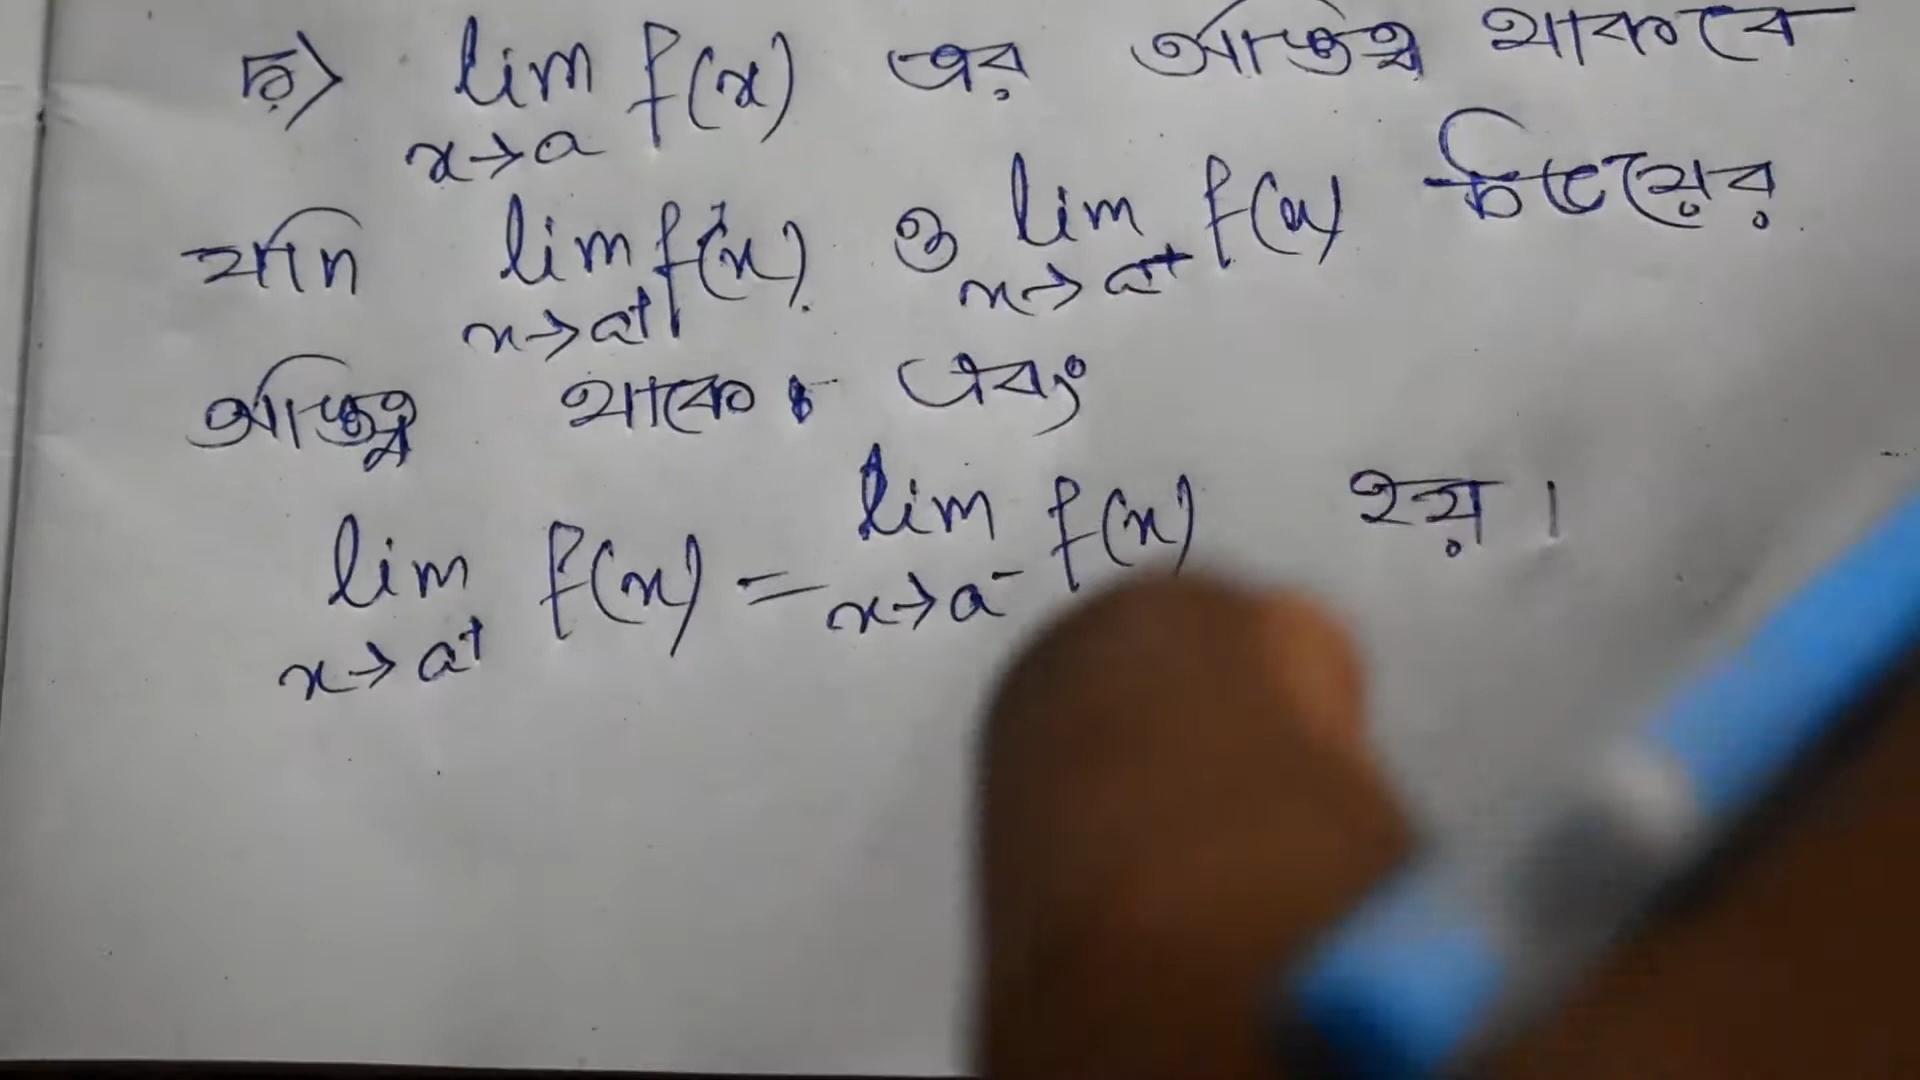 ক) lim f(x) এর অস্তিত্ব থাকবে
x→a
যদি lim f(x) ও lim f(x) উভয়ের
x→a+ x→a+
অস্তিত্ব থাকে এবং
lim f(x) = lim f(x) হয়।
x→a+ x→a-